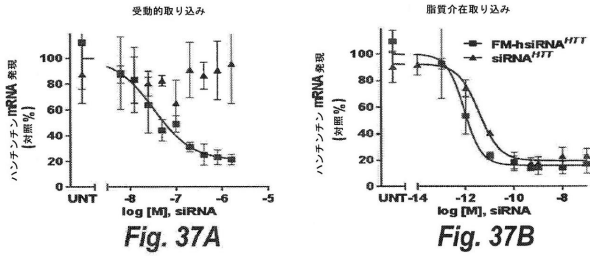 受動的取り込み
ハンチンチン mRNA 発現
(対照%)
100
80
60
40
20
0
UNT
-8
-7
-6
-5
log [M], siRNA
Fig. 37A
脂質介在取り込み
FM-hsiRNA^HTT
siRNA^HTT
ハンチンチン mRNA 発現
(対照%)
120
100
80
60
40
20
0
UNT
-14
-12
-10
-8
log [M], siRNA
Fig. 37B